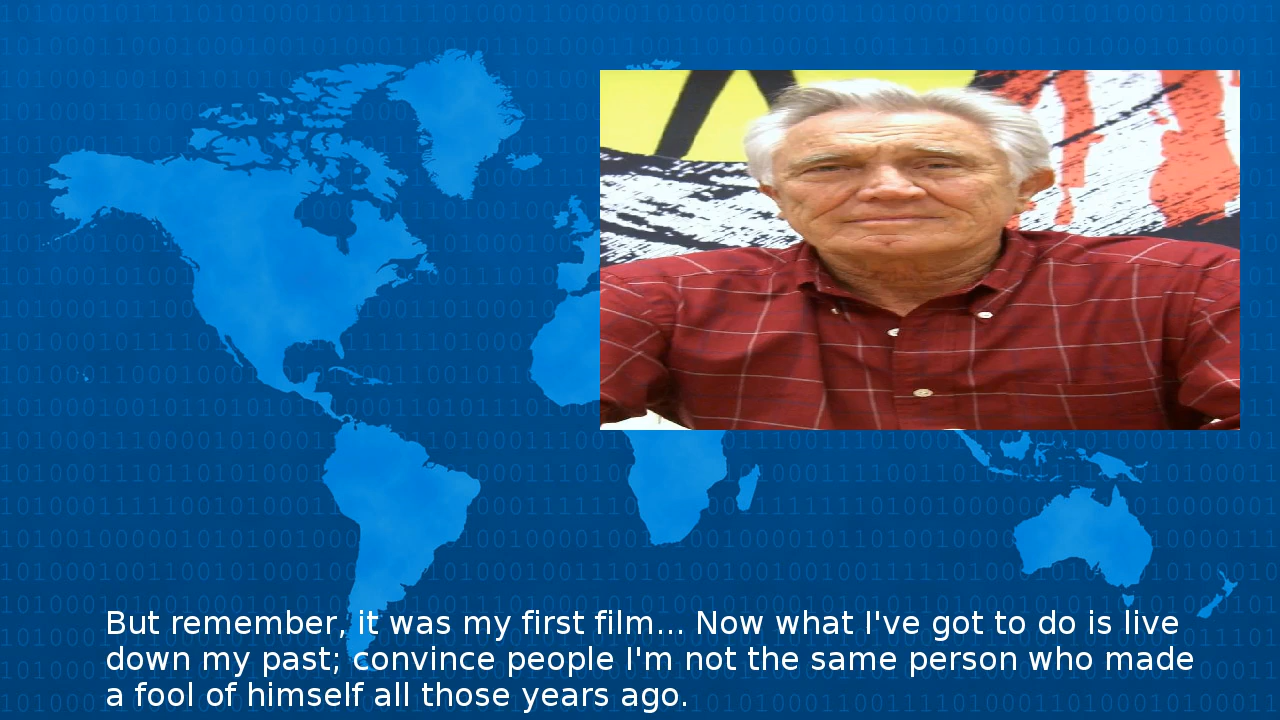 But remember, it was my first film... Now what I've got to do is live
down my past; convince people I'm not the same person who made
a fool of himself all those years ago.